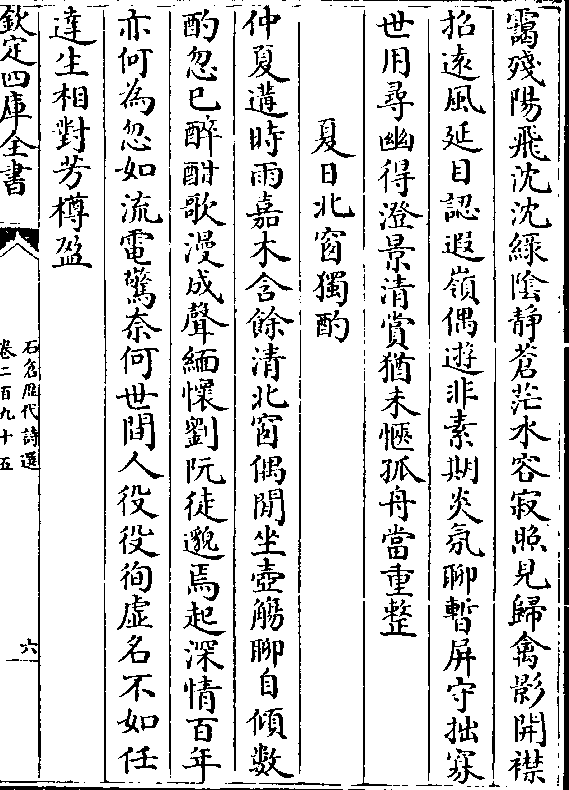 靄殘陽飛沈沈綠陰靜蒼茫水容寂照見歸禽影開襟
招遠風延目認遐嶺偶遊非素期炎氛聊暫屏守拙寡
世用尋幽得澄景清賞猶未愜孤舟當重整
夏日北窗獨酌
仲夏遘時雨嘉木含餘清北窗偶閒坐壺觴聊自傾數
酌忽已醉酣歌漫成聲緬懷劉阮徒邈焉起深情百年
亦何為忽如流電驚奈何世間人役役徇虛名不如任
達生相對芳樽盈
欽定四庫全書
石倉歷代詩選
卷二百九十五
六